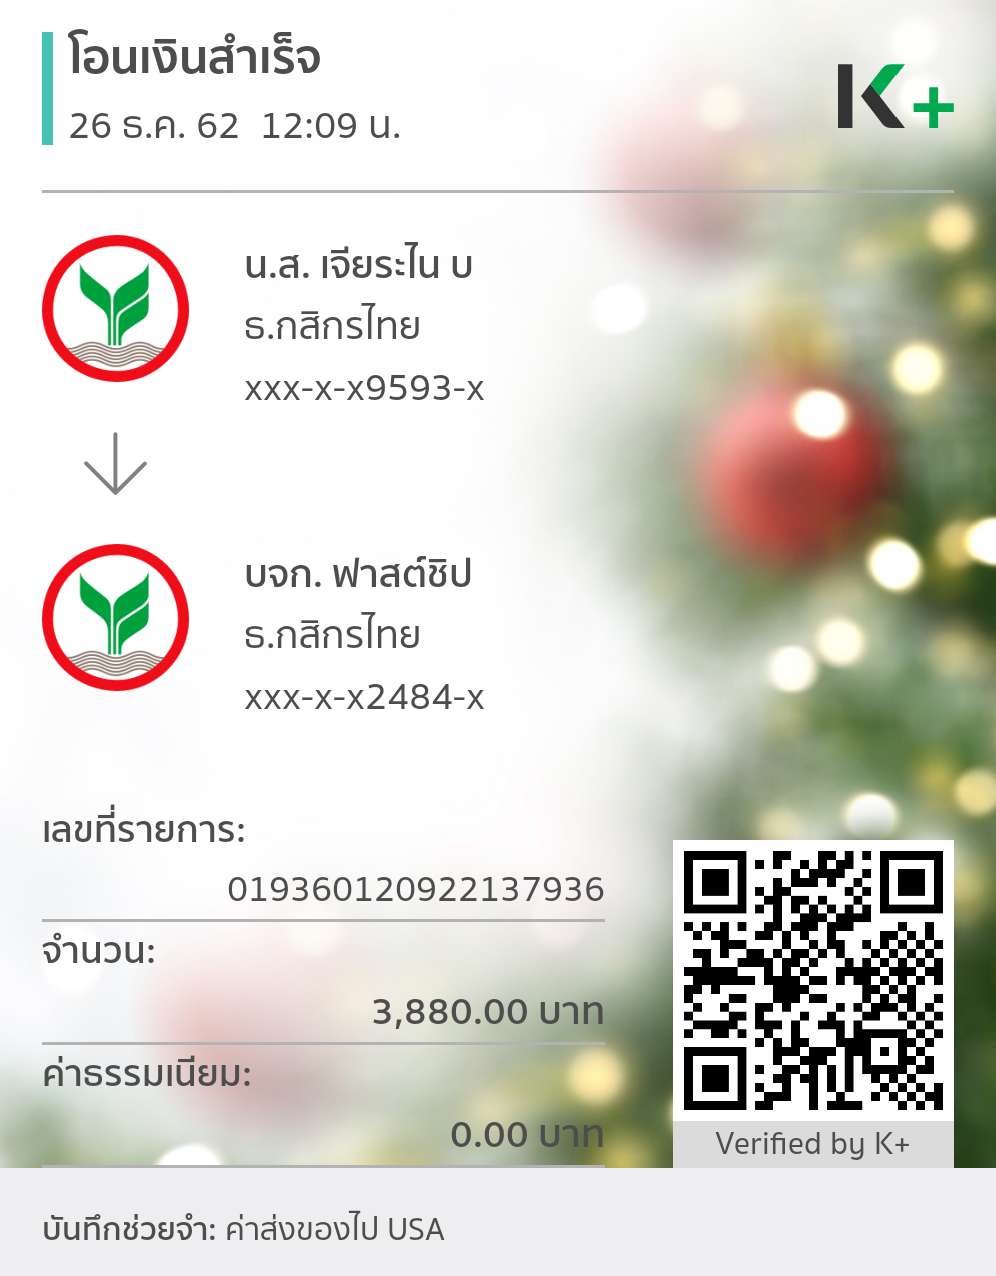 โอนเงินสำเร็จ
26 ธ.ค. 62  12:09 น.
K+
น.ส. เจียระไน บ
ธ.กสิกรไทย
xxx-x-x9593-x
บจก. ฟาสต์ชิป
ธ.กสิกรไทย
xxx-x-x2484-x
เลขที่รายการ:
019360120922137936
จำนวน:
3,880.00 บาท
ค่าธรรมเนียม:
0.00 บาท
Verified by K+
บันทึกช่วยจำ: ค่าส่งของไป USA